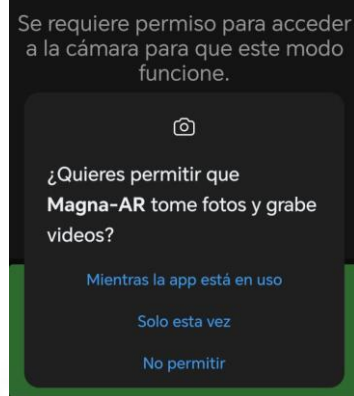 Se requiere permiso para acceder
a la cámara para que este modo
funcione.
¿Quieres permitir que
Magna-AR tome fotos y grabe
videos?
Mientras la app está en uso
Solo esta vez
No permitir